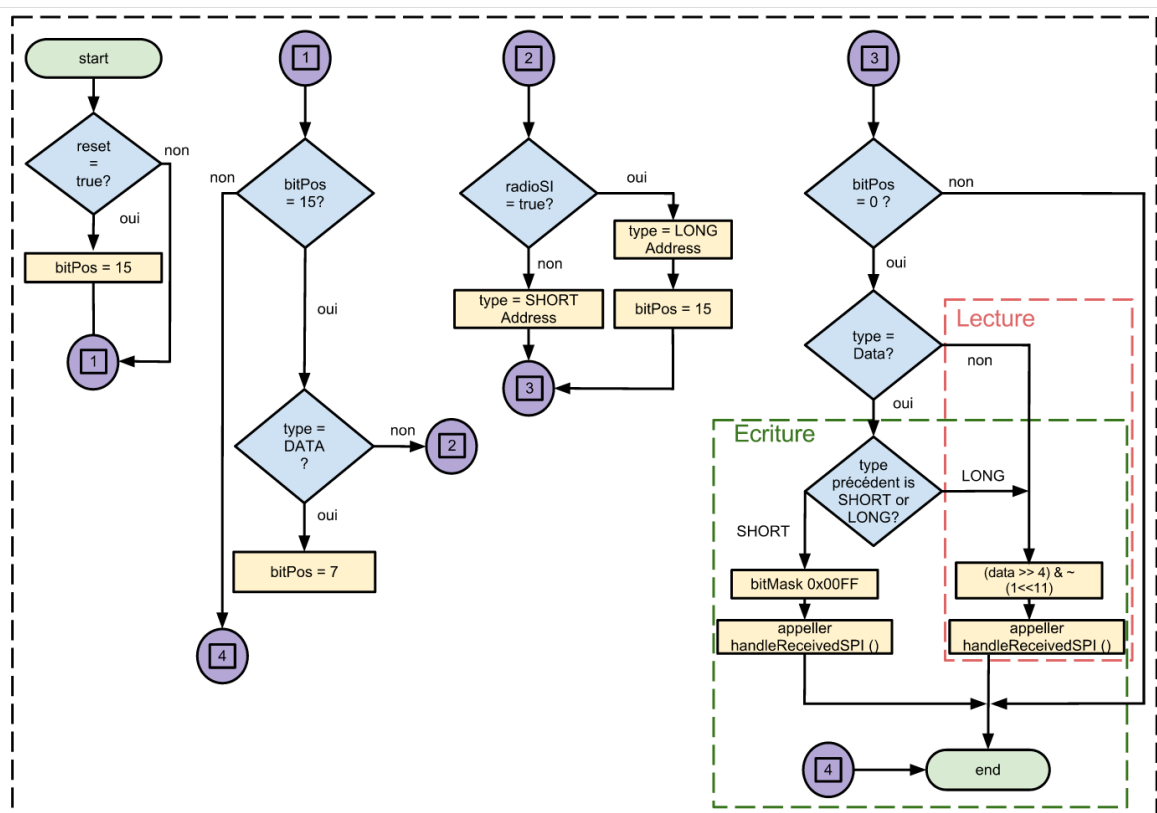 start
reset
=
true?
non
oui
bitPos = 15
1
1
non
bitPos
= 15?
oui
type =
DATA
?
non
2
oui
bitPos = 7
4
2
radioSI
= true?
oui
type = LONG
Address
non
type = SHORT
Address
bitPos = 15
3
3
bitPos
= 0 ?
non
oui
Lecture
type =
Data?
non
oui
Ecriture
type
précédent is
SHORT or
LONG?
LONG
SHORT
bitMask 0x00FF
(data >> 4) & ~
(1<<11)
appeller
handleReceivedSPI ()
appeller
handleReceivedSPI ()
4
end